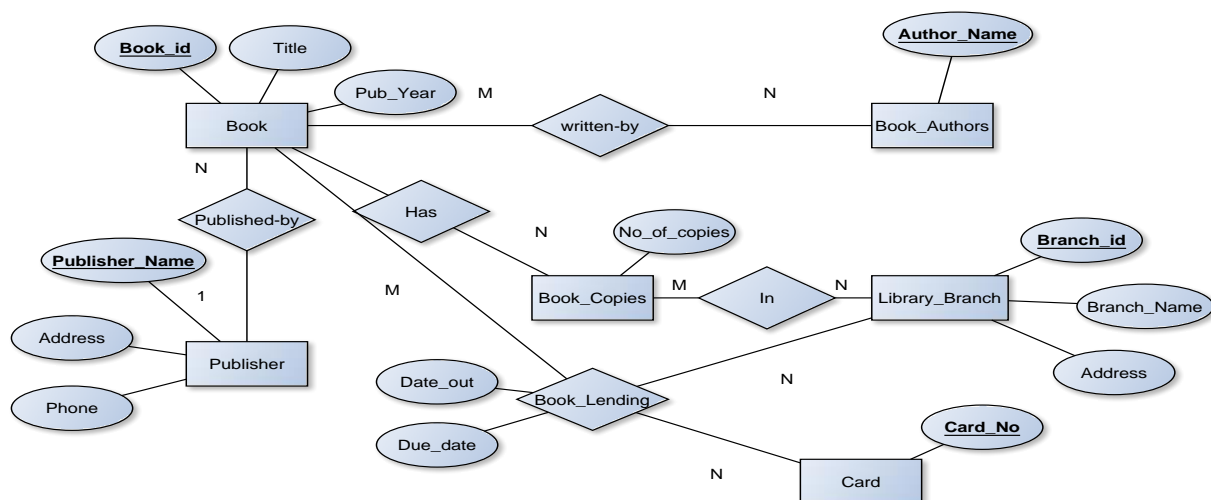 Author_Name
Book_id
Title
Pub_Year
M
N
Book
written-by
Book_Authors
N
Has
Published-by
N
No_of_copies
Branch_id
Publisher_Name
1
M
Book_Copies
M
In
N
Library_Branch
Branch_Name
Address
Publisher
Date_out
Book_Lending
N
Address
Phone
Due_date
Card_No
N
Card